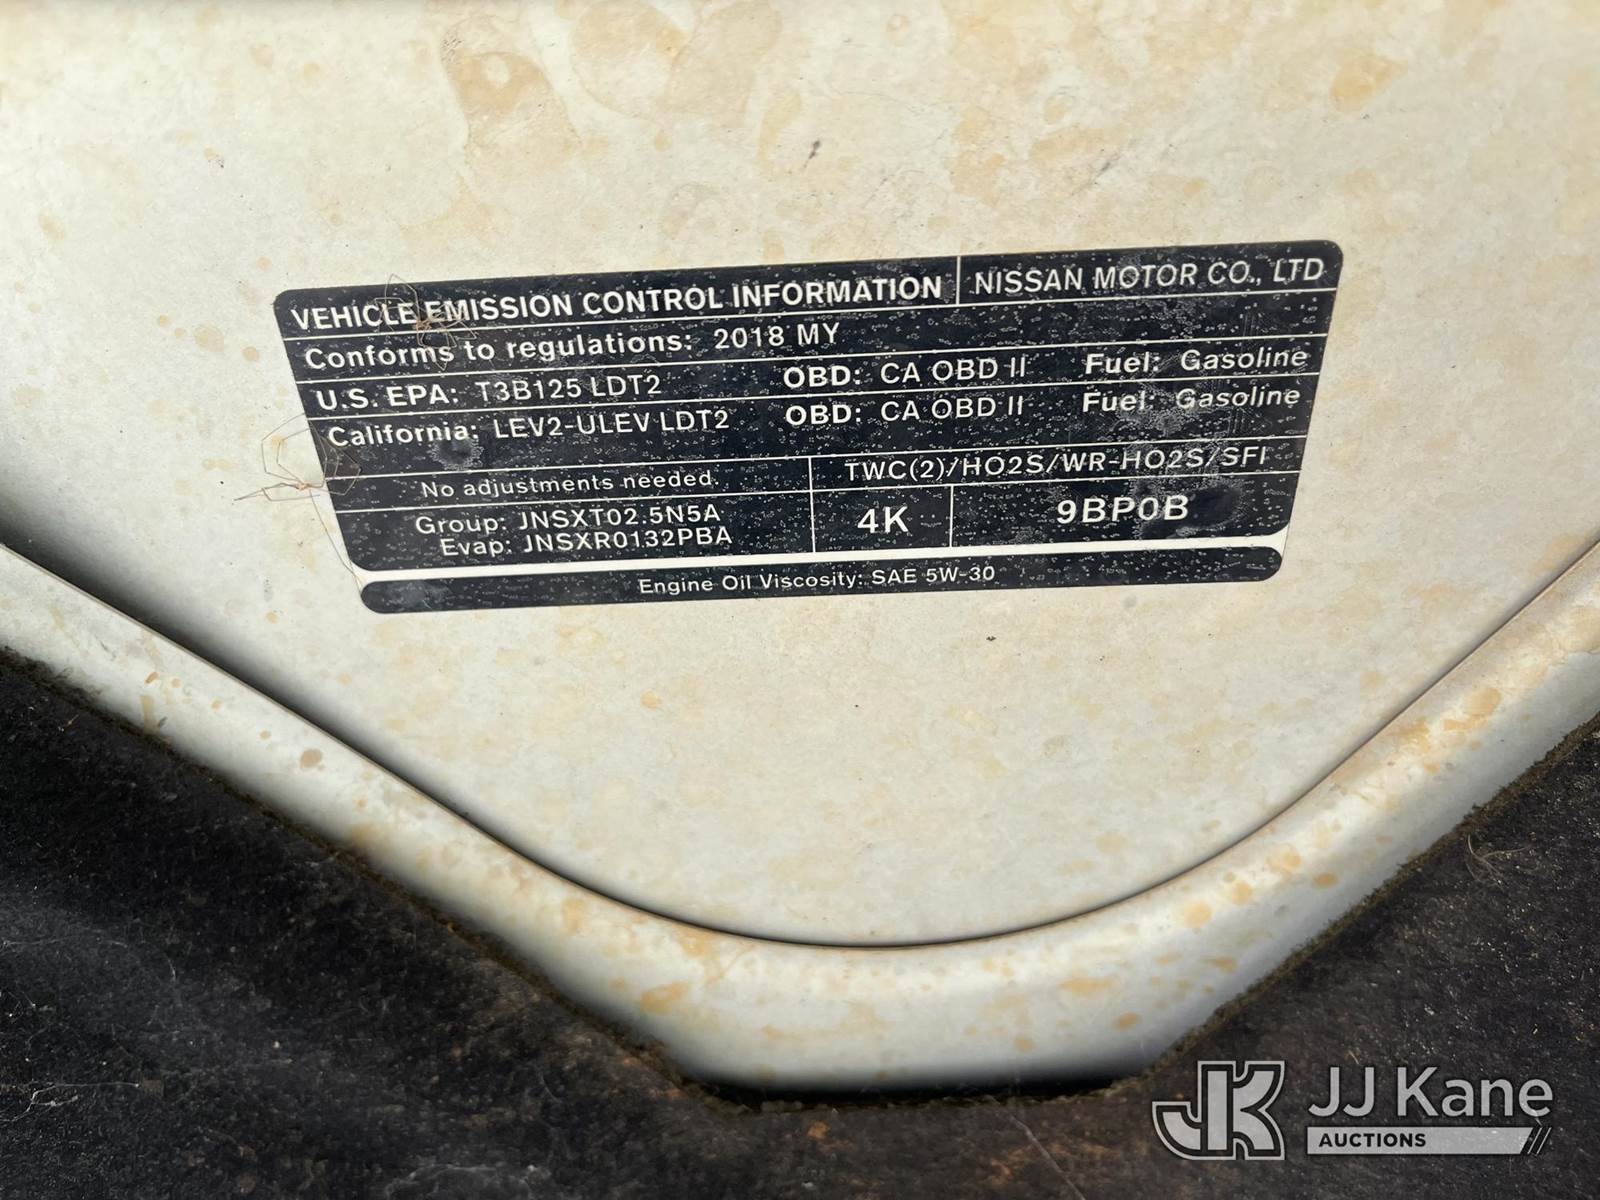 VEHICLE EMISSION CONTROL INFORMATION NISSAN MOTOR CO., LTD
Conforms to regulations: 2018 MY
U.S. EPA: T3B125 LDT2 OBD: CA OBD II Fuel: Gasoline
California: LEV2-ULEV LDT2 OBD: CA OBD II Fuel: Gasoline
No adjustments needed. TWC(2)/HO2S/WR-HO2S/SFI
Group: JNSXT02.5N5A 4K 9BP0B
Evap: JNSXR0132PBA
Engine Oil Viscosity: SAE 5W-30
JK JJ Kane
AUCTIONS